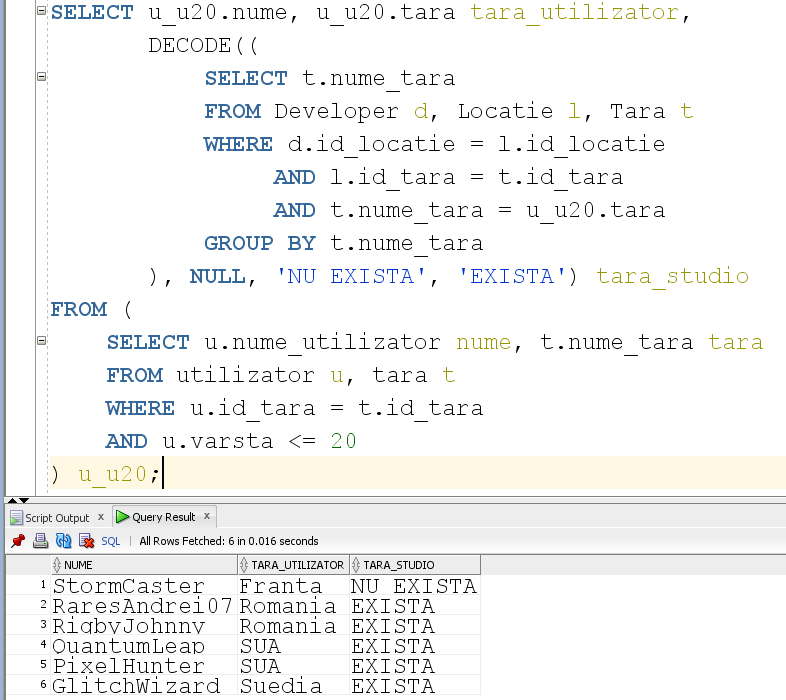 SELECT u_u20.nume, u_u20.tara tara_utilizator,
DECODE((
SELECT t.nume_tara
FROM Developer d, Locatie l, Tara t
WHERE d.id_locatie = l.id_locatie
AND l.id_tara = t.id_tara
AND t.nume_tara = u_u20.tara
GROUP BY t.nume_tara
), NULL, 'NU EXISTA', 'EXISTA') tara_studio
FROM (
SELECT u.nume_utilizator nume, t.nume_tara tara
FROM utilizator u, tara t
WHERE u.id_tara = t.id_tara
AND u.varsta <= 20
) u_u20;
Script Output x Query Result x
SQL | All Rows Fetched: 6 in 0.016 seconds
NUME TARA_UTILIZATOR TARA_STUDIO
1 StormCaster Franta NU EXISTA
2 RaresAndrei07 Romania EXISTA
3 RigbyJohnny Romania EXISTA
4 QuantumLeap SUA EXISTA
5 PixelHunter SUA EXISTA
6 GlitchWizard Suedia EXISTA